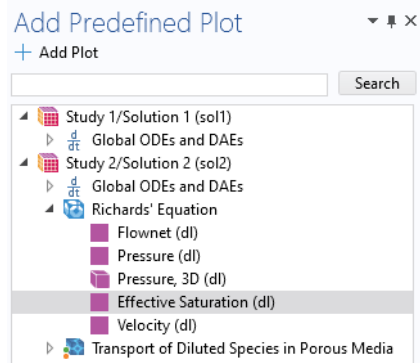 Add Predefined Plot
Add Plot
Search
Study 1/Solution 1 (sol1)
d/dt Global ODEs and DAEs
Study 2/Solution 2 (sol2)
d/dt Global ODEs and DAEs
Richards' Equation
Flownet (dl)
Pressure (dl)
Pressure, 3D (dl)
Effective Saturation (dl)
Velocity (dl)
Transport of Diluted Species in Porous Media